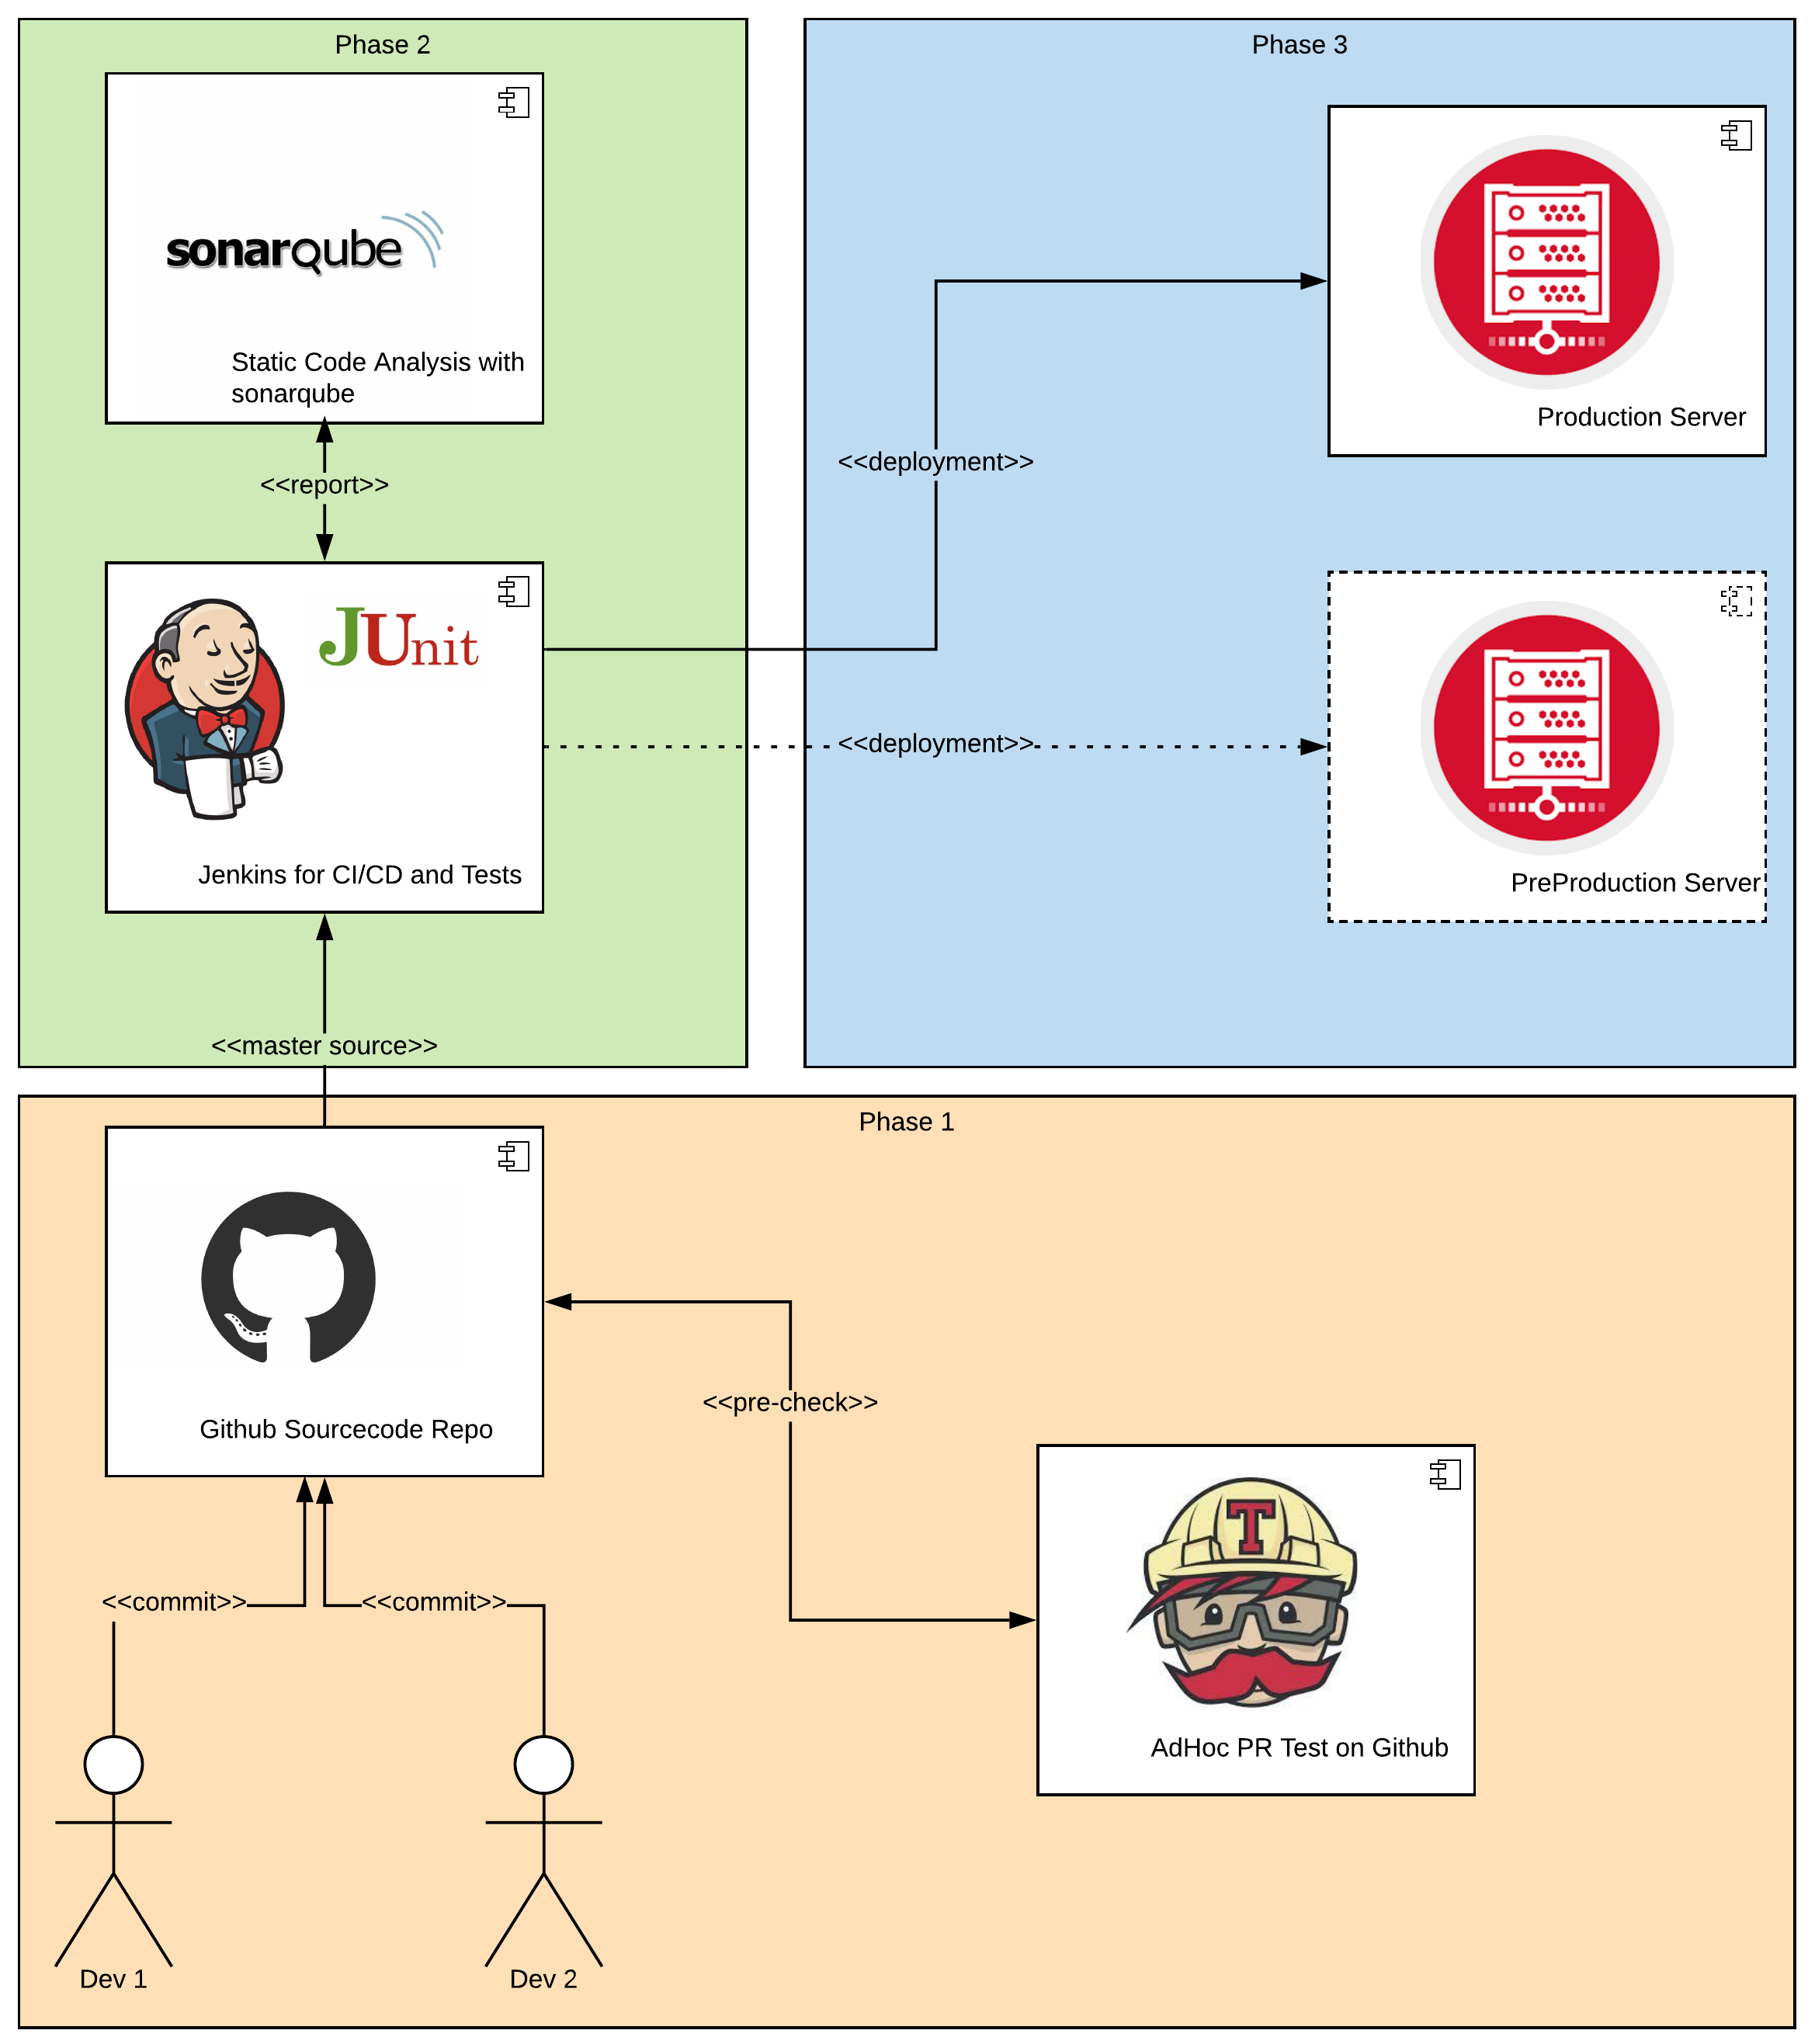 Phase 2
sonarqube
Static Code Analysis with
sonarqube
<<report>>
JUnit
Jenkins for CI/CD and Tests
<<master source>>
Phase 3
Production Server
<<deployment>>
<<deployment>>
PreProduction Server
Phase 1
Github Sourcecode Repo
<<pre-check>>
T
AdHoc PR Test on Github
<<commit>>
<<commit>>
Dev 1
Dev 2